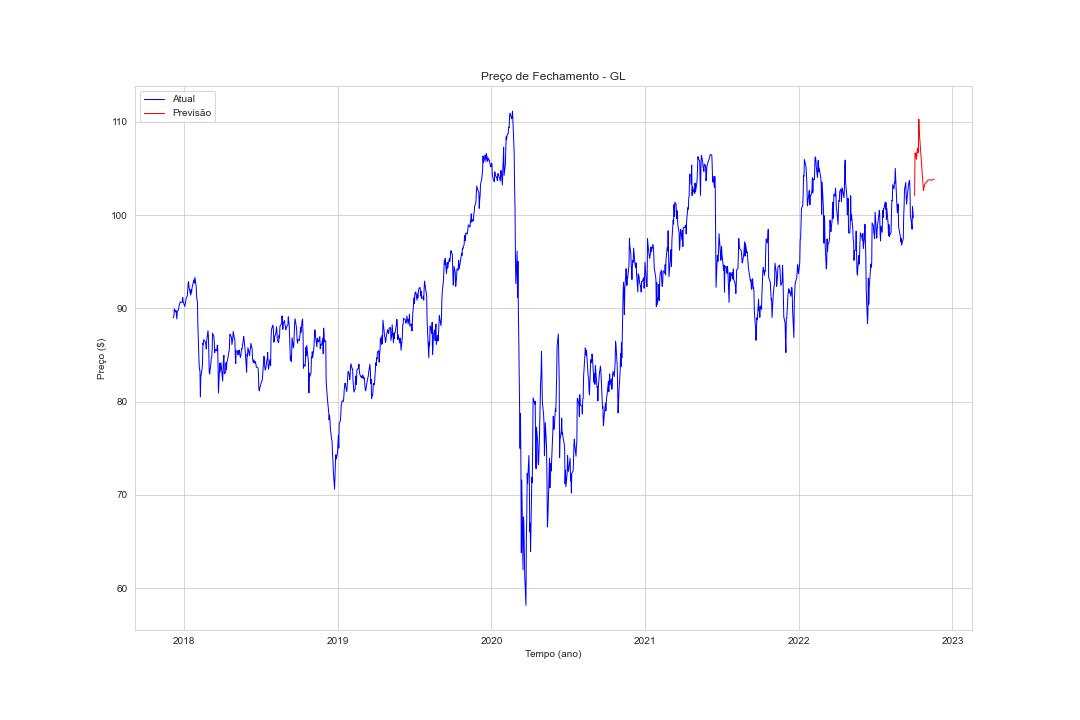 Preço de Fechamento - GL
Atual
Previsão
110
100
90
80
70
60
Preço ($)
2018 2019 2020 2021 2022 2023
Tempo (ano)